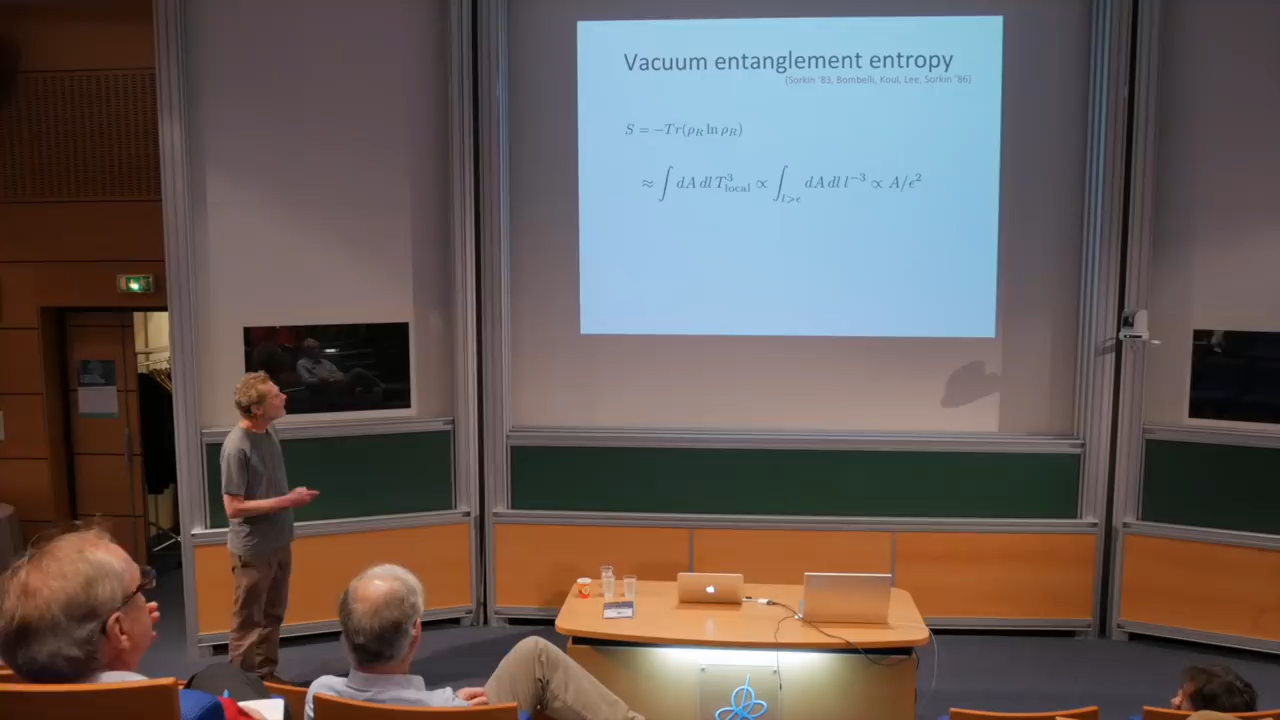 Vacuum entanglement entropy
(Sorkin '83, Bombelli, Koul, Lee, Sorkin '86)
S = −Tr(ρ_R ln ρ_R)
≈ ∫ dA dl T³_local ∝ ∫_{l>ϵ} dA dl l⁻³ ∝ A/ϵ²